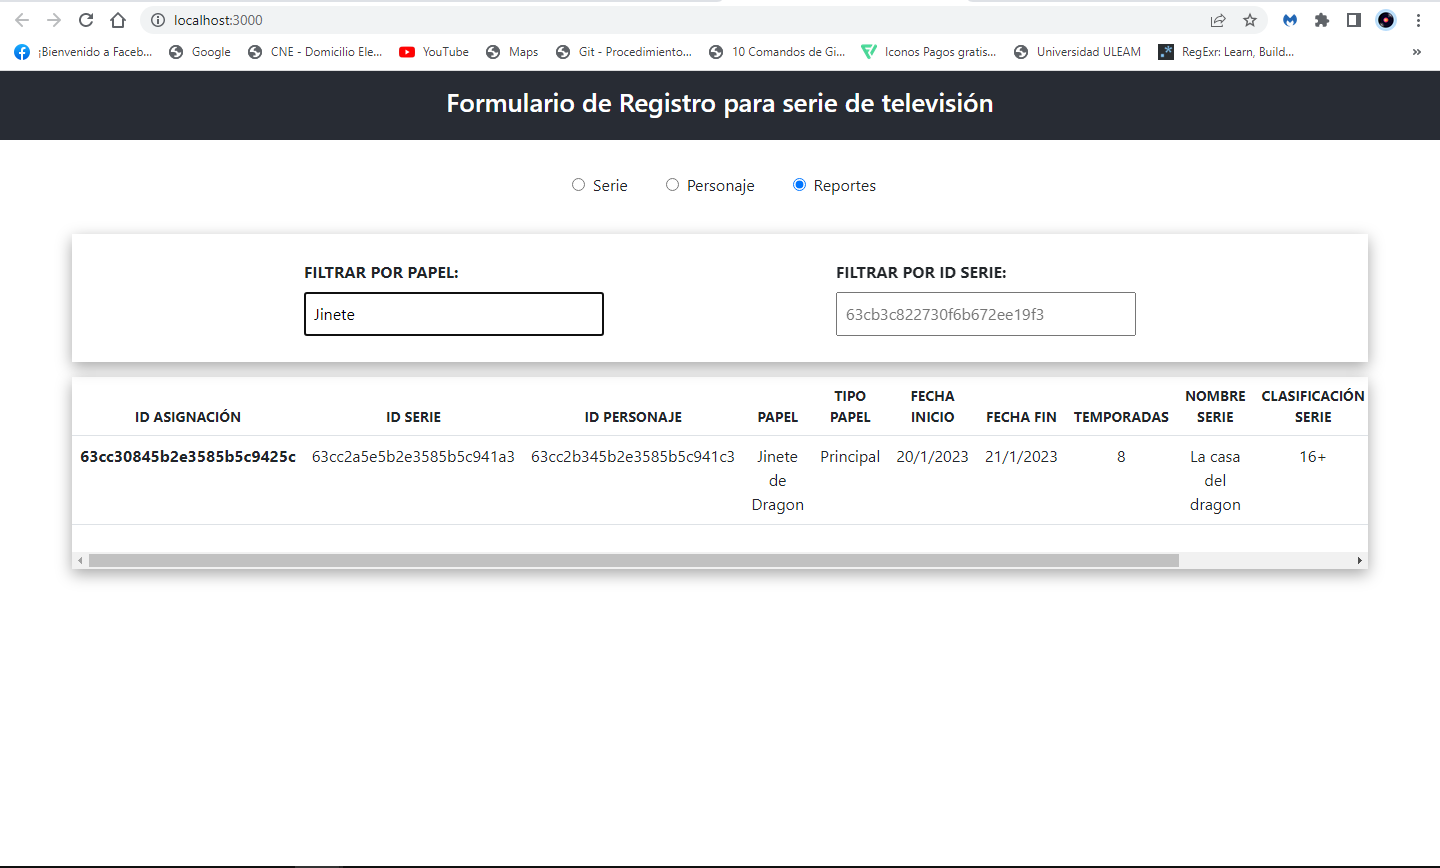 localhost:3000
¡Bienvenido a Faceb...
Google
CNE - Domicilio Ele...
YouTube
Maps
Git - Procedimiento...
10 Comandos de Gi...
Iconos Pagos gratis...
Universidad ULEAM
RegExr: Learn, Build...
»
Formulario de Registro para serie de televisión
Serie
Personaje
Reportes
FILTRAR POR PAPEL:
FILTRAR POR ID SERIE:
Jinete
63cb3c822730f6b672ee19f3
ID ASIGNACIÓN
ID SERIE
ID PERSONAJE
PAPEL
TIPO
PAPEL
FECHA
INICIO
FECHA FIN
TEMPORADAS
NOMBRE
SERIE
CLASIFICACIÓN
SERIE
63cc30845b2e3585b5c9425c
63cc2a5e5b2e3585b5c941a3
63cc2b345b2e3585b5c941c3
Jinete
de
Dragon
Principal
20/1/2023
21/1/2023
8
La casa
del
dragon
16+